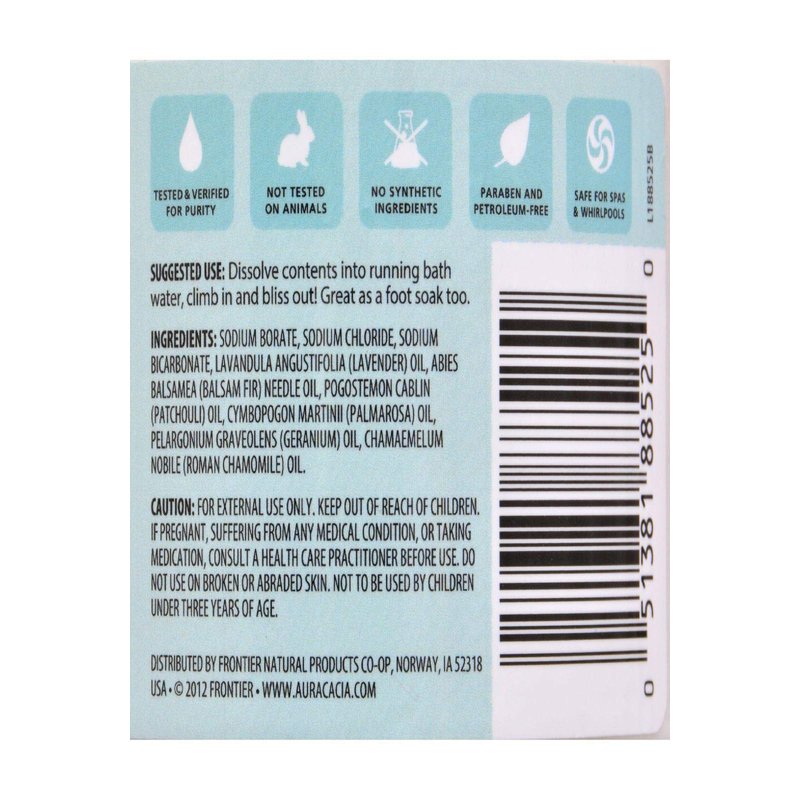 TESTED & VERIFIED
FOR PURITY
NOT TESTED
ON ANIMALS
NO SYNTHETIC
INGREDIENTS
PARABEN AND
PETROLEUM-FREE
SAFE FOR SPAS
& WHIRLPOOLS
L188525B
SUGGESTED USE: Dissolve contents into running bath
water, climb in and bliss out! Great as a foot soak too.
INGREDIENTS: SODIUM BORATE, SODIUM CHLORIDE, SODIUM
BICARBONATE, LAVANDULA ANGUSTIFOLIA (LAVENDER) OIL, ABIES
BALSAMEA (BALSAM FIR) NEEDLE OIL, POGOSTEMON CABLIN
(PATCHOULI) OIL, CYMBOPOGON MARTINII (PALMAROSA) OIL,
PELARGONIUM GRAVEOLENS (GERANIUM) OIL, CHAMAEMELUM
NOBILE (ROMAN CHAMOMILE) OIL.
CAUTION: FOR EXTERNAL USE ONLY. KEEP OUT OF REACH OF CHILDREN.
IF PREGNANT, SUFFERING FROM ANY MEDICAL CONDITION, OR TAKING
MEDICATION, CONSULT A HEALTH CARE PRACTITIONER BEFORE USE. DO
NOT USE ON BROKEN OR ABRADED SKIN. NOT TO BE USED BY CHILDREN
UNDER THREE YEARS OF AGE.
DISTRIBUTED BY FRONTIER NATURAL PRODUCTS CO-OP, NORWAY, IA 52318
USA • © 2012 FRONTIER • WWW.AURACACIA.COM
0 51381 88525 0